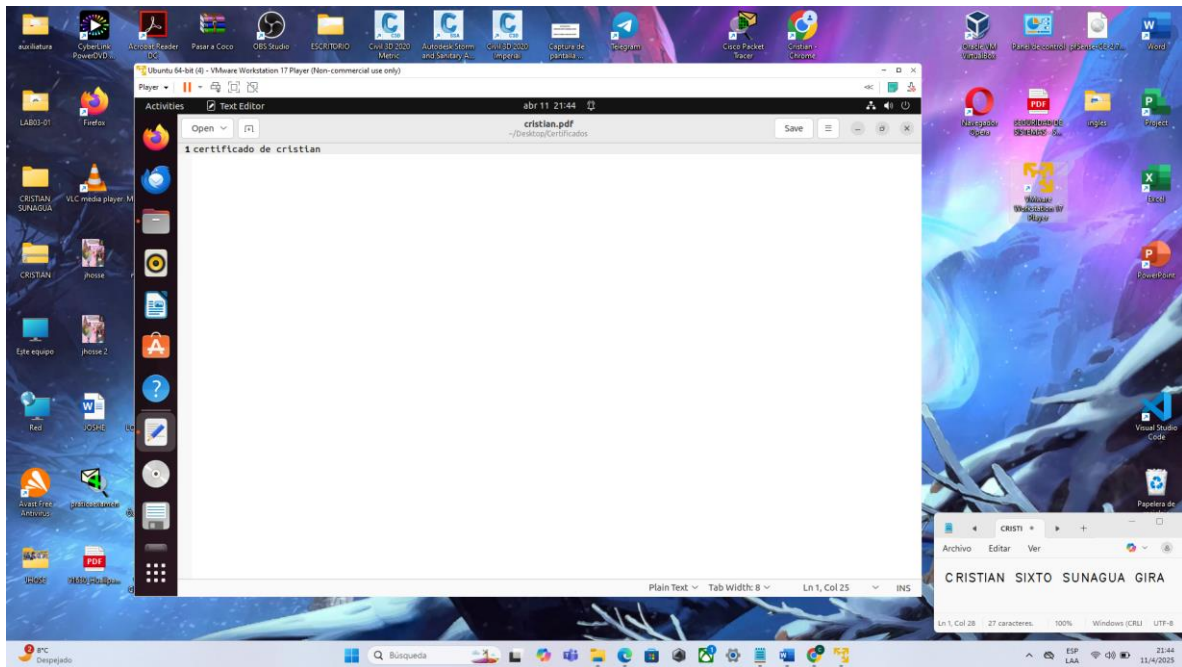 auxiliatura
CyberLink PowerDVD ...
Acrobat Reader DC
Pasar a Coco
OBS Studio
ESCRITORIO
Civil 3D 2020 Metric
Autodesk Storm and Sanitary A...
Civil 3D 2020 Imperial
Captura de pantalla ...
Telegram
Cisco Packet Tracer
Cristian - Chrome
Oracle VM VirtualBox
Panel de control
Word
Ubuntu 64-bit (4) - VMware Workstation 17 Player (Non-commercial use only)
Player
Activities
Text Editor
abr 11 21:44
Open
cristian.pdf
~/Desktop/Certificados
Save
1 certificado de cristian
LAB03-01
Firefox
Navegador Opera
PDF
SEGURIDAD DE SISTEMAS - S...
ingles
Project
CRISTIAN SUNAGUA
VLC media player
VMware Workstation 17 Player
Excel
CRISTIAN
jhosse
PowerPoint
Este equipo
jhosse 2
Red
JOSHE
Visual Studio Code
Avast Free Antivirus
Papelera de
JHOSE
PDF
Plain Text
Tab Width: 8
Ln 1, Col 25
INS
CRISTI
Archivo Editar Ver
CRISTIAN SIXTO SUNAGUA GIRA
Ln 1, Col 28
27 caracteres.
100%
Windows (CRLI
UTF-8
8°C
Despejado
Búsqueda
ESP
LAA
21:44
11/4/2025